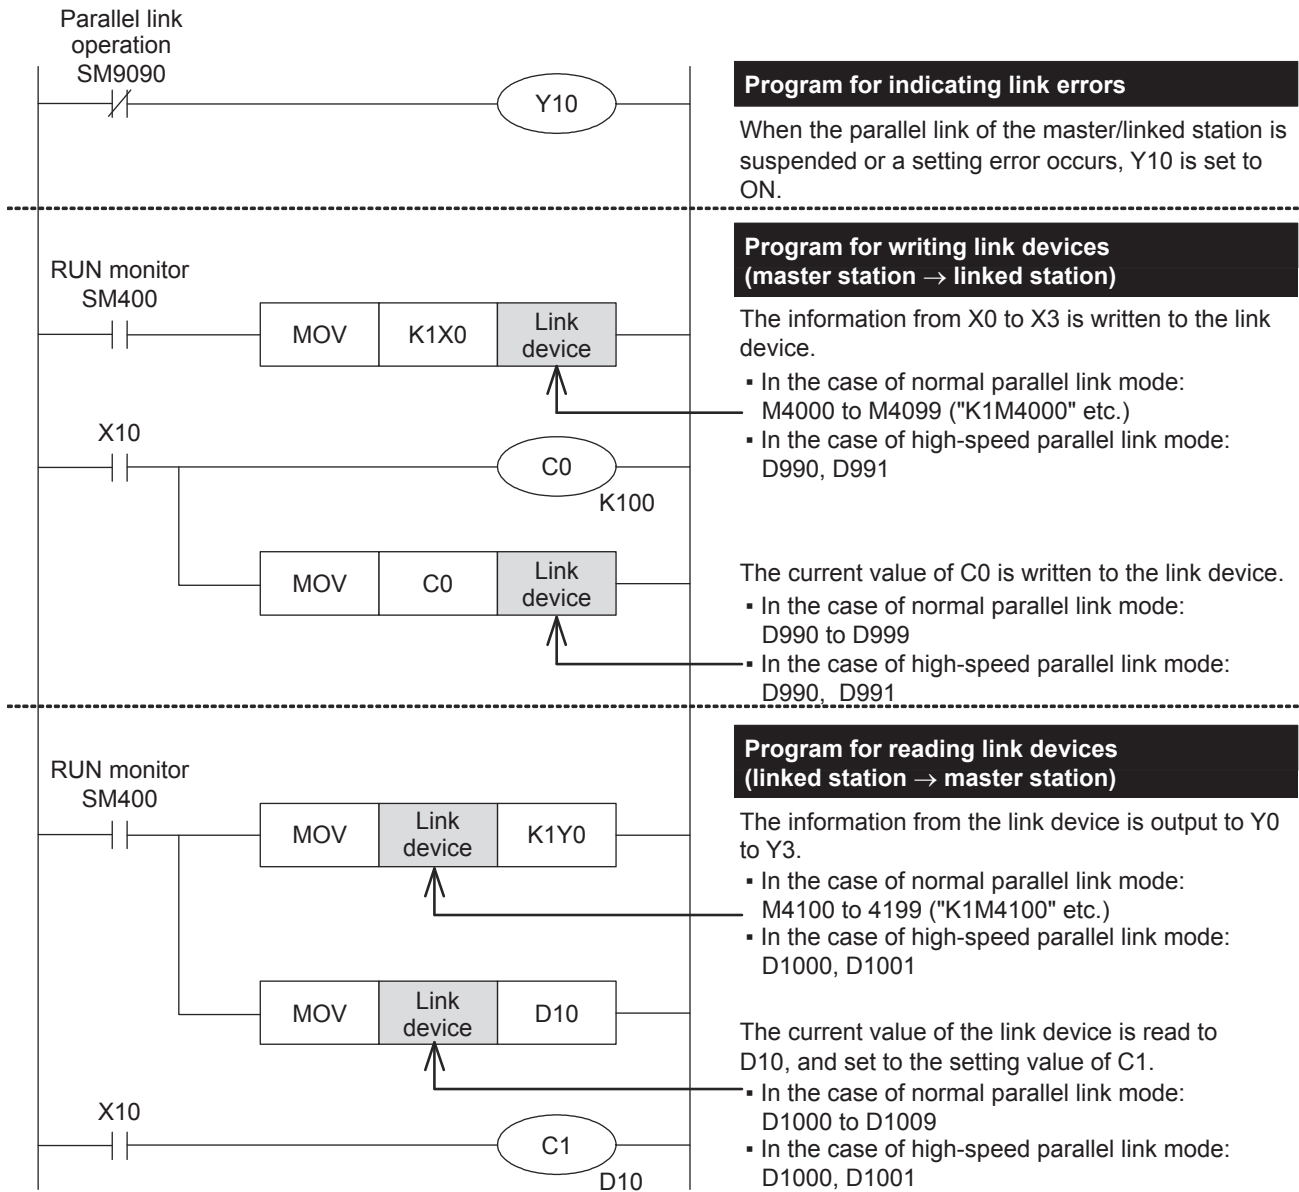 Parallel link
operation
SM9090
Y10
Program for indicating link errors
When the parallel link of the master/linked station is
suspended or a setting error occurs, Y10 is set to
ON.
RUN monitor
SM400
MOV K1X0 Link device
X10
C0
K100
MOV C0 Link device
Program for writing link devices
(master station → linked station)
The information from X0 to X3 is written to the link
device.
▪ In the case of normal parallel link mode:
M4000 to M4099 ("K1M4000" etc.)
▪ In the case of high-speed parallel link mode:
D990, D991
The current value of C0 is written to the link device.
▪ In the case of normal parallel link mode:
D990 to D999
▪ In the case of high-speed parallel link mode:
D990, D991
RUN monitor
SM400
MOV Link device K1Y0
MOV Link device D10
X10
C1
D10
Program for reading link devices
(linked station → master station)
The information from the link device is output to Y0
to Y3.
▪ In the case of normal parallel link mode:
M4100 to 4199 ("K1M4100" etc.)
▪ In the case of high-speed parallel link mode:
D1000, D1001
The current value of the link device is read to
D10, and set to the setting value of C1.
▪ In the case of normal parallel link mode:
D1000 to D1009
▪ In the case of high-speed parallel link mode:
D1000, D1001